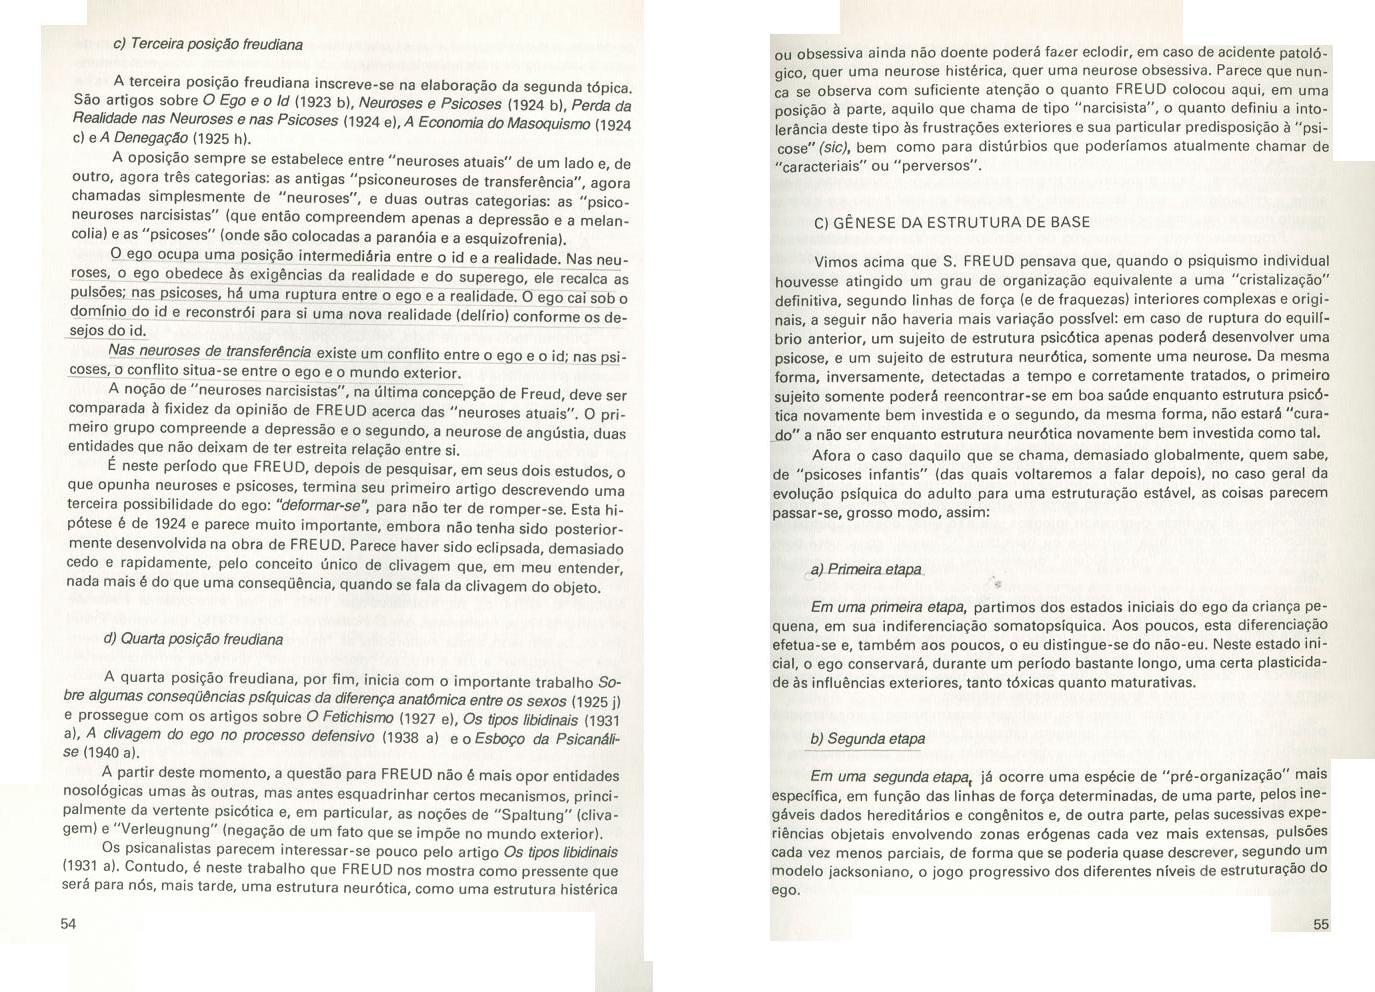 c) Terceira posição freudiana
A terceira posição freudiana inscreve-se na elaboração da segunda tópica.
São artigos sobre O Ego e o Id (1923 b), Neuroses e Psicoses (1924 b), Perda da
Realidade nas Neuroses e nas Psicoses (1924 e), A Economia do Masoquismo (1924
c) e A Denegação (1925 h).
A oposição sempre se estabelece entre "neuroses atuais" de um lado e, de
outro, agora três categorias: as antigas "psiconeuroses de transferência", agora
chamadas simplesmente de "neuroses", e duas outras categorias: as "psico-
neuroses narcisistas" (que então compreendem apenas a depressão e a melan-
colia) e as "psicoses" (onde são colocadas a paranóia e a esquizofrenia).
O ego ocupa uma posição intermediária entre o id e a realidade. Nas neu-
roses, o ego obedece às exigências da realidade e do superego, ele recalca as
pulsões; nas psicoses, há uma ruptura entre o ego e a realidade. O ego cai sob o
domínio do id e reconstrói para si uma nova realidade (delírio) conforme os de-
sejos do id.
Nas neuroses de transferência existe um conflito entre o ego e o id; nas psi-
coses, o conflito situa-se entre o ego e o mundo exterior.
A noção de "neuroses narcisistas", na última concepção de Freud, deve ser
comparada à fixidez da opinião de FREUD acerca das "neuroses atuais". O pri-
meiro grupo compreende a depressão e o segundo, a neurose de angústia, duas
entidades que não deixam de ter estreita relação entre si.
É neste período que FREUD, depois de pesquisar, em seus dois estudos, o
que opunha neuroses e psicoses, termina seu primeiro artigo descrevendo uma
terceira possibilidade do ego: "deformar-se", para não ter de romper-se. Esta hi-
pótese é de 1924 e parece muito importante, embora não tenha sido posterior-
mente desenvolvida na obra de FREUD. Parece haver sido eclipsada, demasiado
cedo e rapidamente, pelo conceito único de clivagem que, em meu entender,
nada mais é do que uma conseqüência, quando se fala da clivagem do objeto.
d) Quarta posição freudiana
A quarta posição freudiana, por fim, inicia com o importante trabalho So-
bre algumas conseqüências psíquicas da diferença anatômica entre os sexos (1925 j)
e prossegue com os artigos sobre O Fetichismo (1927 e), Os tipos libidinais (1931
a), A clivagem do ego no processo defensivo (1938 a) e o Esboço da Psicanáli-
se (1940 a).
A partir deste momento, a questão para FREUD não é mais opor entidades
nosológicas umas às outras, mas antes esquadrinhar certos mecanismos, princi-
palmente da vertente psicótica e, em particular, as noções de "Spaltung" (cliva-
gem) e "Verleugnung" (negação de um fato que se impõe no mundo exterior).
Os psicanalistas parecem interessar-se pouco pelo artigo Os tipos libidinais
(1931 a). Contudo, é neste trabalho que FREUD nos mostra como pressente que
será para nós, mais tarde, uma estrutura neurótica, como uma estrutura histérica
54
ou obsessiva ainda não doente poderá fazer eclodir, em caso de acidente patoló-
gico, quer uma neurose histérica, quer uma neurose obsessiva. Parece que nun-
ca se observa com suficiente atenção o quanto FREUD colocou aqui, em uma
posição à parte, aquilo que chama de tipo "narcisista", o quanto definiu a into-
lerância deste tipo às frustrações exteriores e sua particular predisposição à "psi-
cose" (sic), bem como para distúrbios que poderíamos atualmente chamar de
"caracteriais" ou "perversos".
C) GÊNESE DA ESTRUTURA DE BASE
Vimos acima que S. FREUD pensava que, quando o psiquismo individual
houvesse atingido um grau de organização equivalente a uma "cristalização"
definitiva, segundo linhas de força (e de fraquezas) interiores complexas e origi-
nais, a seguir não haveria mais variação possível: em caso de ruptura do equilí-
brio anterior, um sujeito de estrutura psicótica apenas poderá desenvolver uma
psicose, e um sujeito de estrutura neurótica, somente uma neurose. Da mesma
forma, inversamente, detectadas a tempo e corretamente tratados, o primeiro
sujeito somente poderá reencontrar-se em boa saúde enquanto estrutura psicó-
tica novamente bem investida e o segundo, da mesma forma, não estará "cura-
do" a não ser enquanto estrutura neurótica novamente bem investida como tal.
Afora o caso daquilo que se chama, demasiado globalmente, quem sabe,
de "psicoses infantis" (das quais voltaremos a falar depois), no caso geral da
evolução psíquica do adulto para uma estruturação estável, as coisas parecem
passar-se, grosso modo, assim:
a) Primeira etapa
Em uma primeira etapa, partimos dos estados iniciais do ego da criança pe-
quena, em sua indiferenciação somatopsíquica. Aos poucos, esta diferenciação
efetua-se e, também aos poucos, o eu distingue-se do não-eu. Neste estado ini-
cial, o ego conservará, durante um período bastante longo, uma certa plasticida-
de às influências exteriores, tanto tóxicas quanto maturativas.
b) Segunda etapa
Em uma segunda etapa, já ocorre uma espécie de "pré-organização" mais
específica, em função das linhas de força determinadas, de uma parte, pelos ine-
gáveis dados hereditários e congênitos e, de outra parte, pelas sucessivas expe-
riências objetais envolvendo zonas erógenas cada vez mais extensas, pulsões
cada vez menos parciais, de forma que se poderia quase descrever, segundo um
modelo jacksoniano, o jogo progressivo dos diferentes níveis de estruturação do
ego.
55